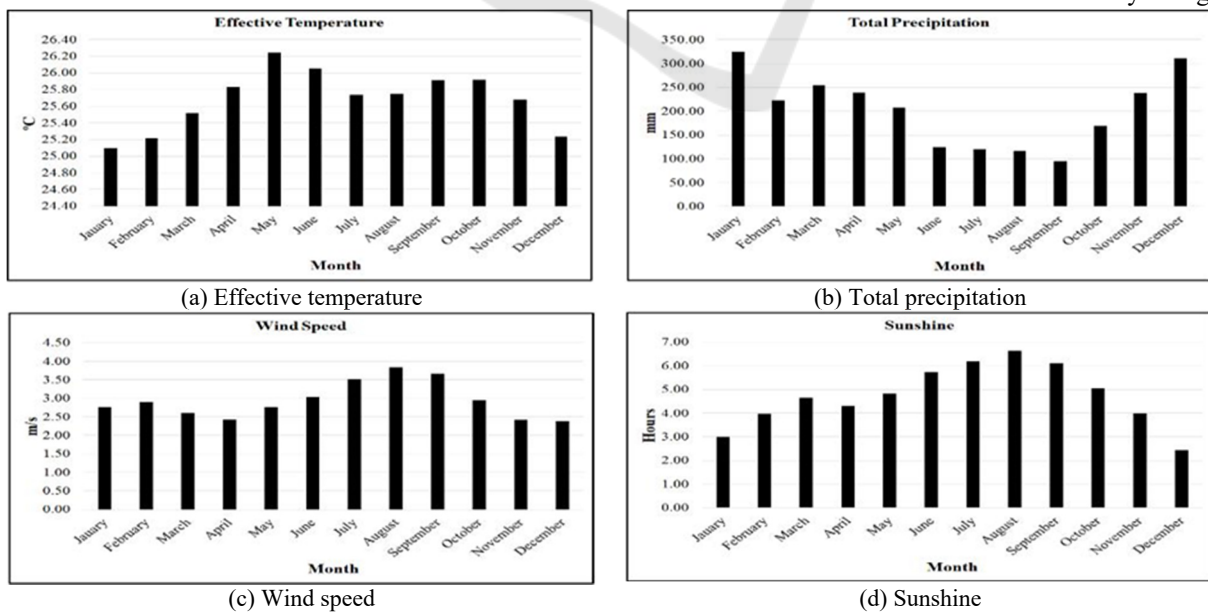 Effective Temperature
26.40
26.20
26.00
25.80
25.60
25.40
25.20
25.00
24.80
24.60
24.40
°C
Jauary
February
March
April
May
June
July
August
September
October
November
December
Month
(a) Effective temperature
Total Precipitation
350.00
300.00
250.00
200.00
150.00
100.00
50.00
0.00
mm
Jauary
February
March
April
May
June
July
August
September
October
November
December
Month
(b) Total precipitation
Wind Speed
4.50
4.00
3.50
3.00
2.50
2.00
1.50
1.00
0.50
0.00
m/s
Jauary
February
March
April
May
June
July
August
September
October
November
December
Month
(c) Wind speed
Sunshine
7.00
6.00
5.00
4.00
3.00
2.00
1.00
0.00
Hours
Jauary
February
March
April
May
June
July
August
September
October
November
December
Month
(d) Sunshine